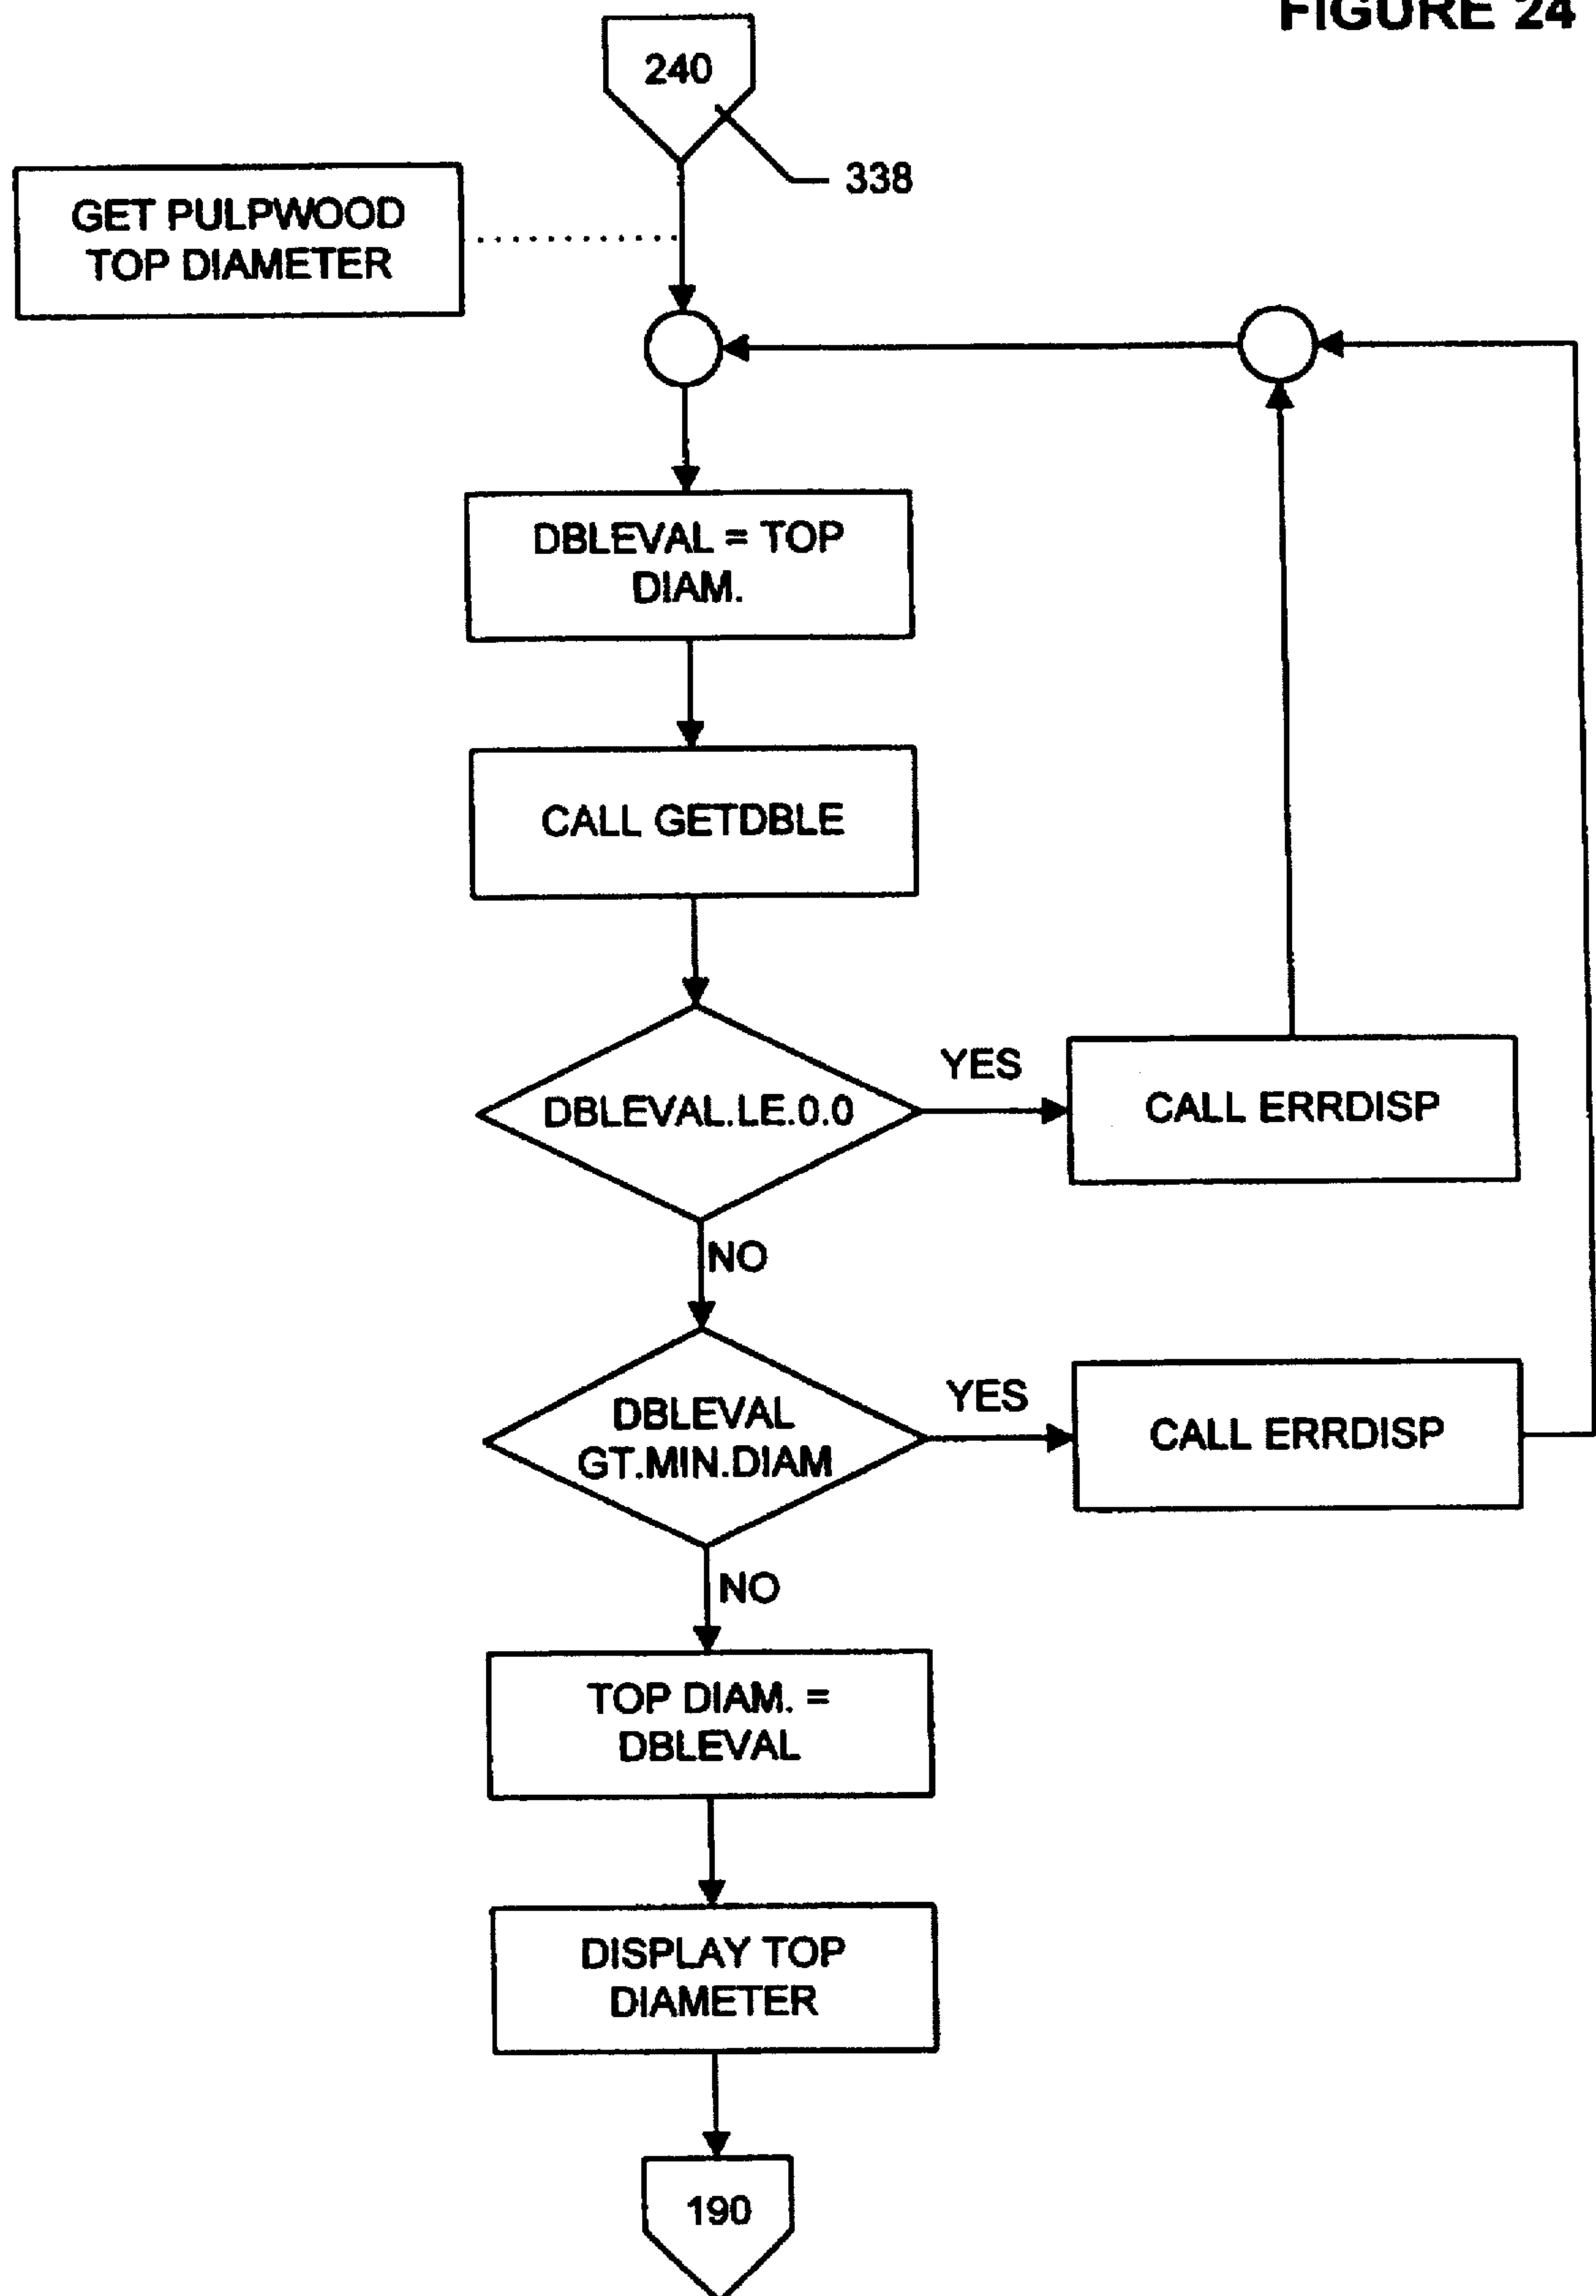 FIGURE 24
240
338
GET PULPWOOD
TOP DIAMETER
DBLEVAL = TOP
DIAM.
CALL GETDBLE
DBLEVAL.LE.0.0
YES
CALL ERRDISP
NO
DBLEVAL
GT.MIN.DIAM
YES
CALL ERRDISP
NO
TOP DIAM. =
DBLEVAL
DISPLAY TOP
DIAMETER
190